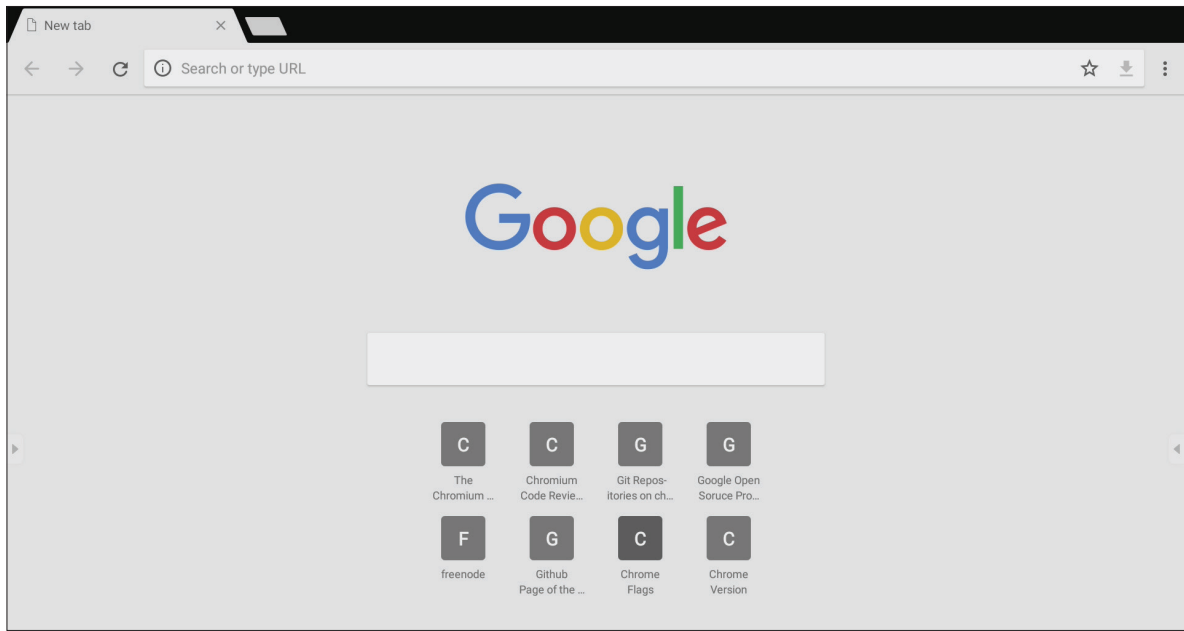 New tab
Search or type URL
Google
C C G G
The Chromium Git Repos- Google Open
Chromium ... Code Revie... itories on ch... Soruce Pro...
F G C C
freenode Github Chrome Chrome
Page of the ... Flags Version